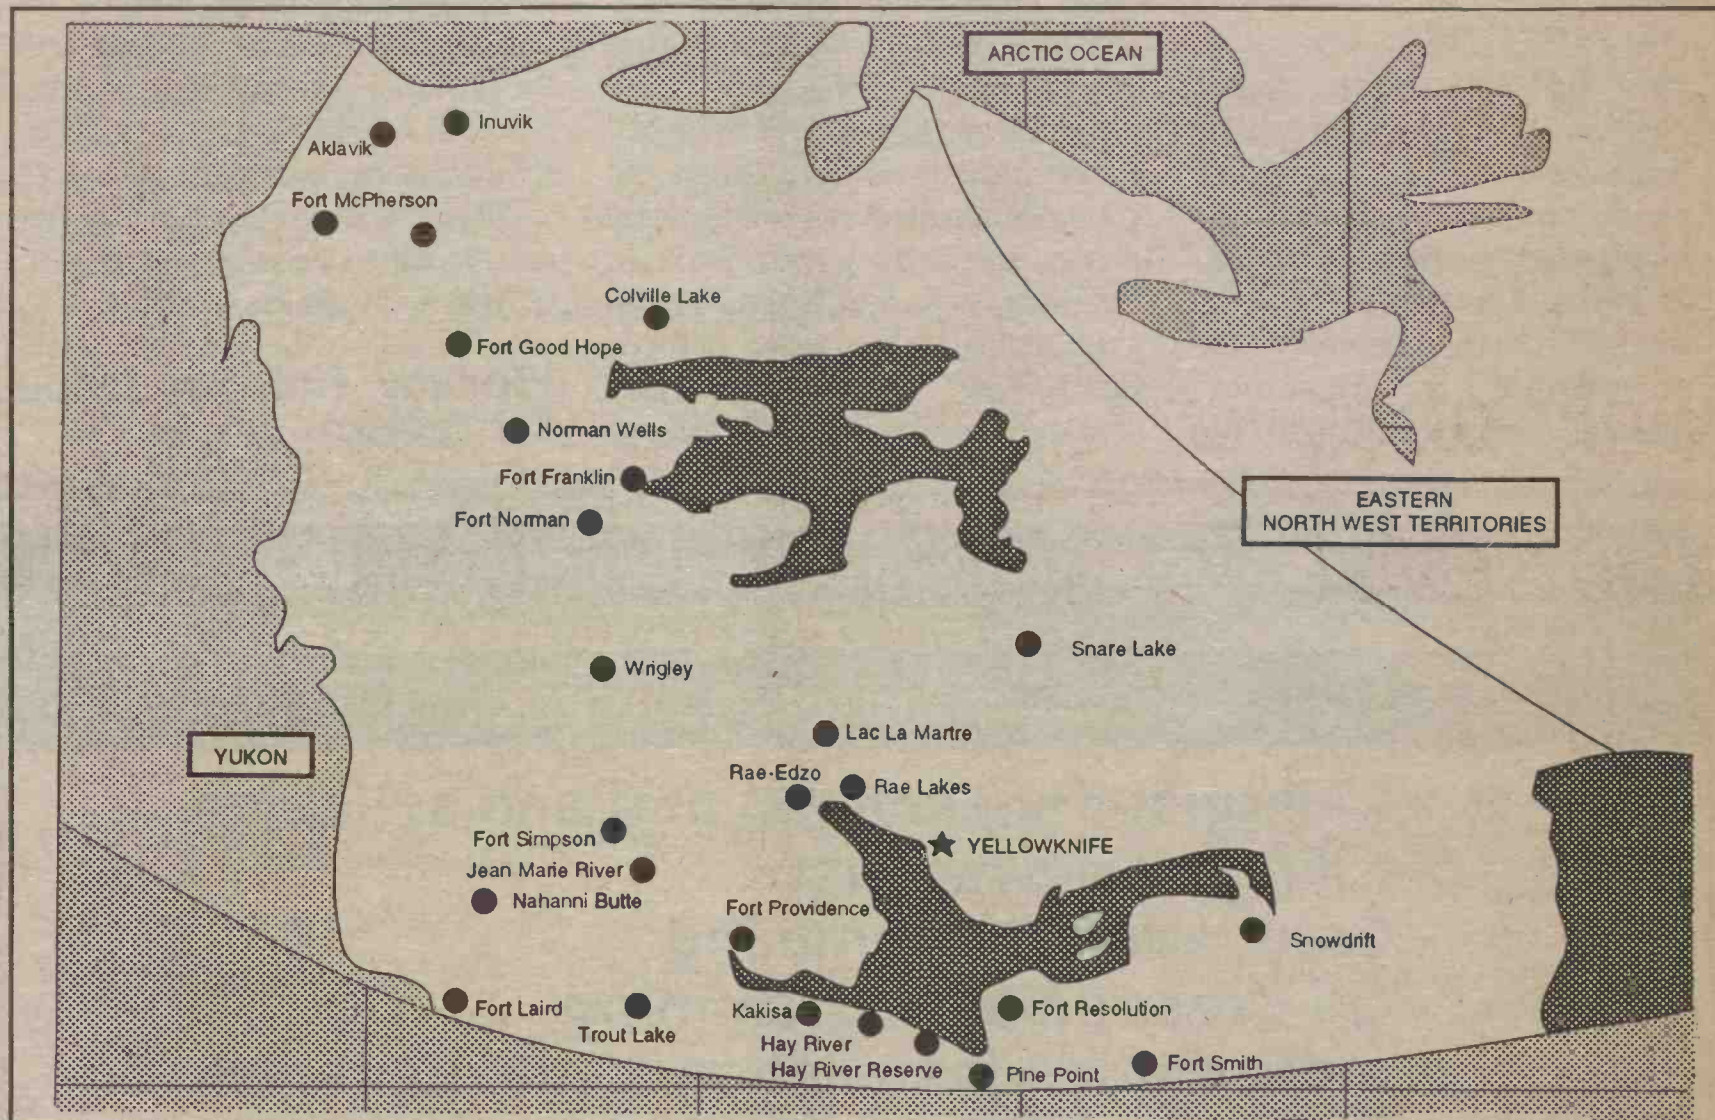 ARCTIC OCEAN
Inuvik
Aklavik
Fort McPherson
Colville Lake
Fort Good Hope
Norman Wells
Fort Franklin
Fort Norman
EASTERN
NORTH WEST TERRITORIES
Snare Lake
Wrigley
Lac La Martre
YUKON
Rae-Edzo
Rae Lakes
Fort Simpson
YELLOWKNIFE
Jean Marie River
Nahanni Butte
Fort Providence
Snowdrift
Fort Laird
Trout Lake
Kakisa
Fort Resolution
Hay River
Hay River Reserve
Pine Point
Fort Smith